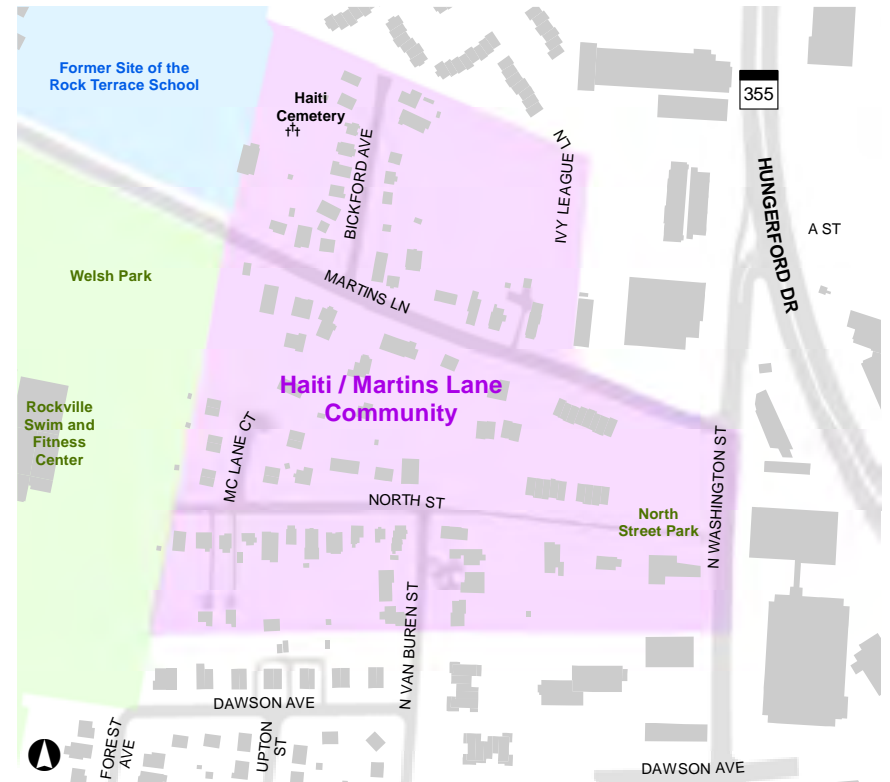 Former Site of the
Rock Terrace School
Haiti
Cemetery
355
BICKFORD AVE
IVY LEAGUE LN
HUNGERFORD DR
A ST
Welsh Park
MARTINS LN
Haiti / Martins Lane
Community
Rockville
Swim and
Fitness
Center
MC LANE CT
N WASHINGTON ST
NORTH ST
North
Street Park
N VAN BUREN ST
DAWSON AVE
FOREST
AVE
UPTON
ST
DAWSON AVE